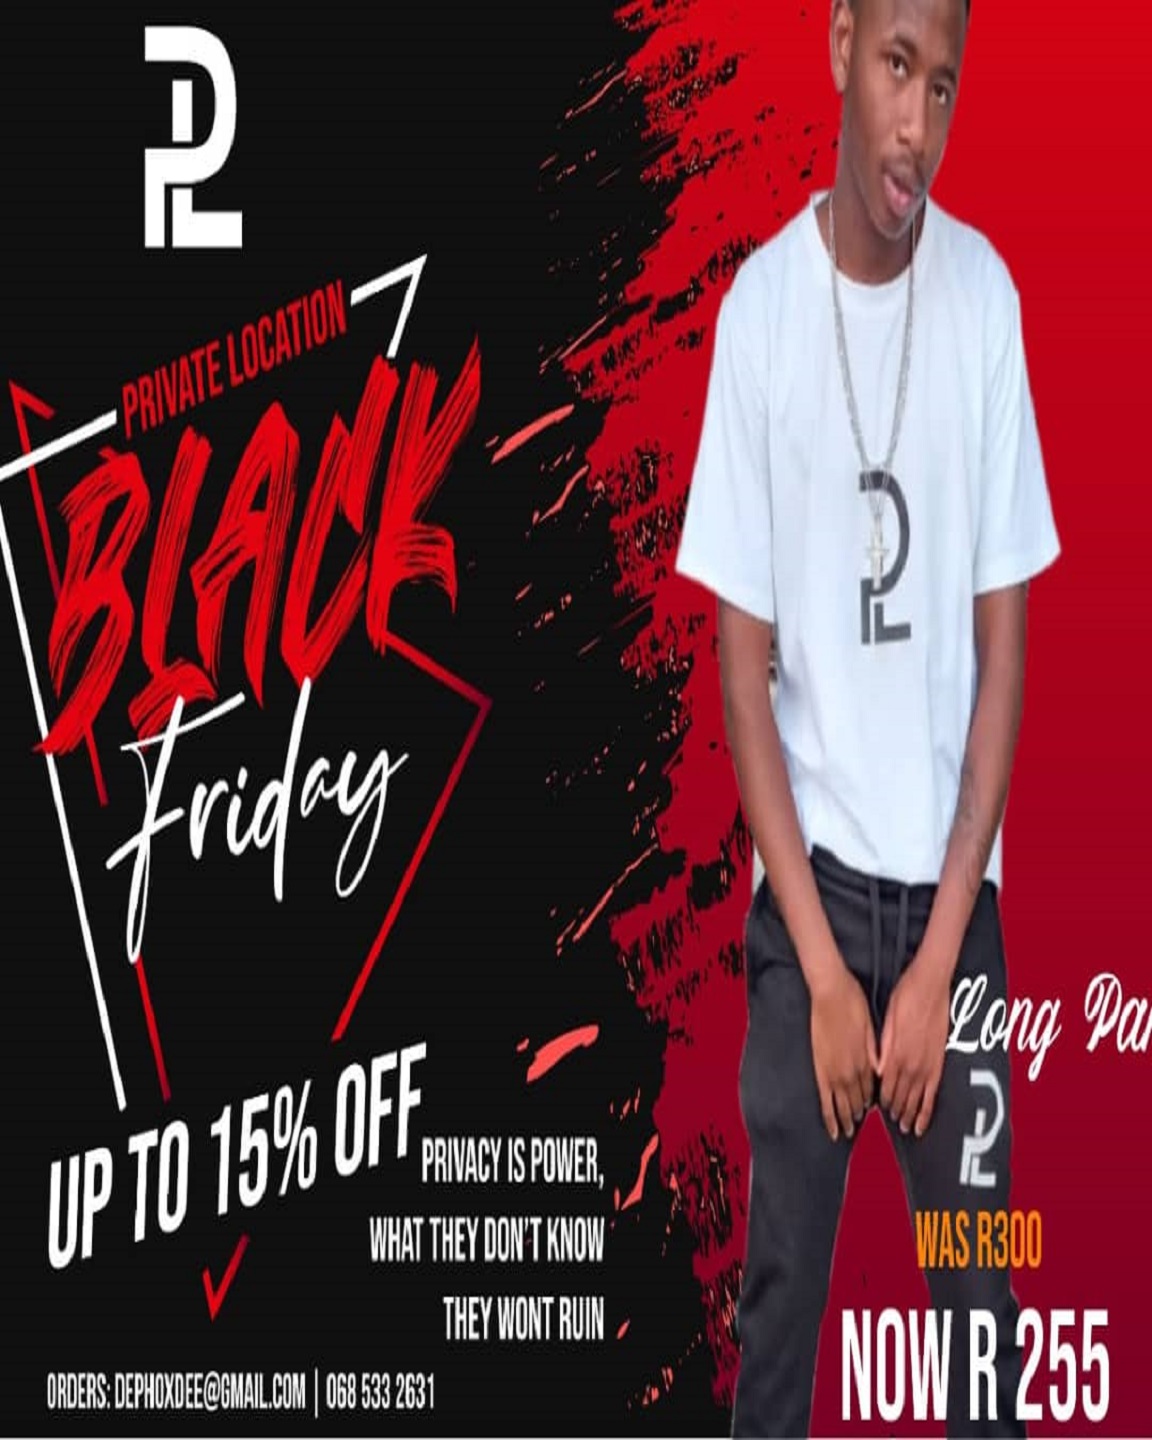 PL
PRIVATE LOCATION
BLACK
Friday
UP TO 15% OFF
PRIVACY IS POWER,
WHAT THEY DON'T KNOW
THEY WONT RUIN
ORDERS: DEPHOXDEE@GMAIL.COM | 068 533 2631
PL
Long Pan
PL
WAS R300
NOW R 255